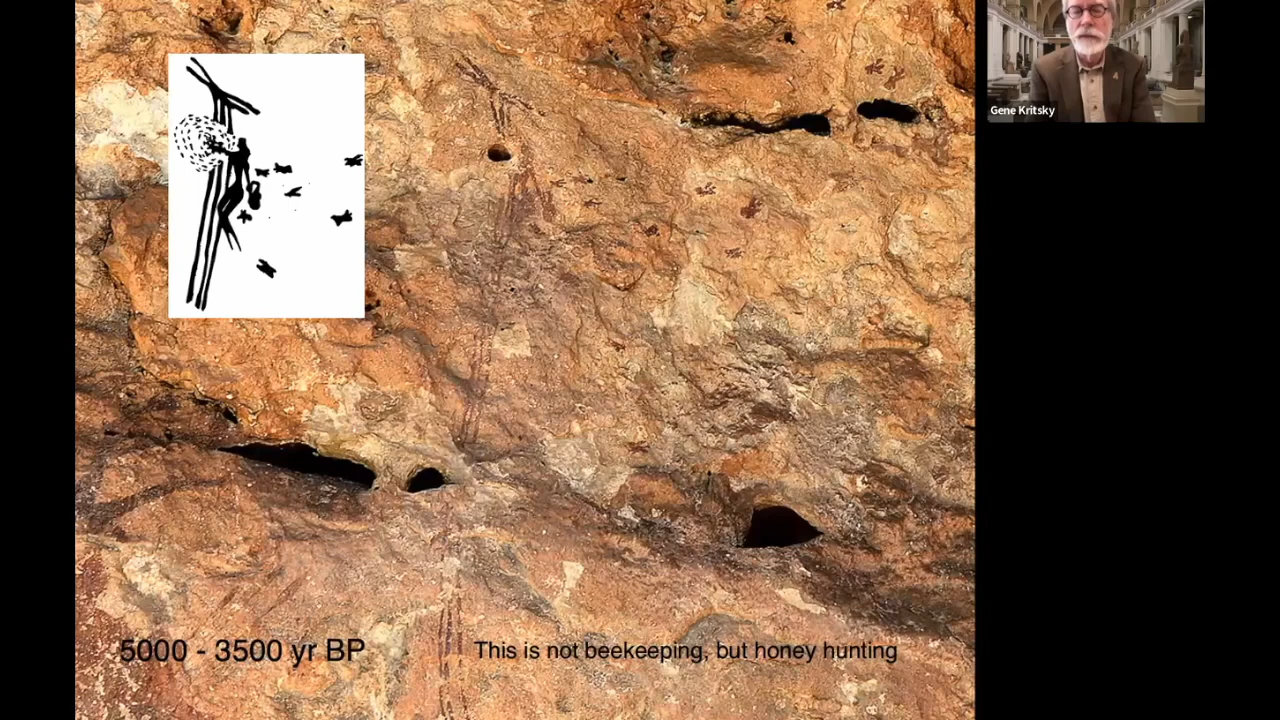 Gene Kritsky
5000 - 3500 yr BP
This is not beekeeping, but honey hunting